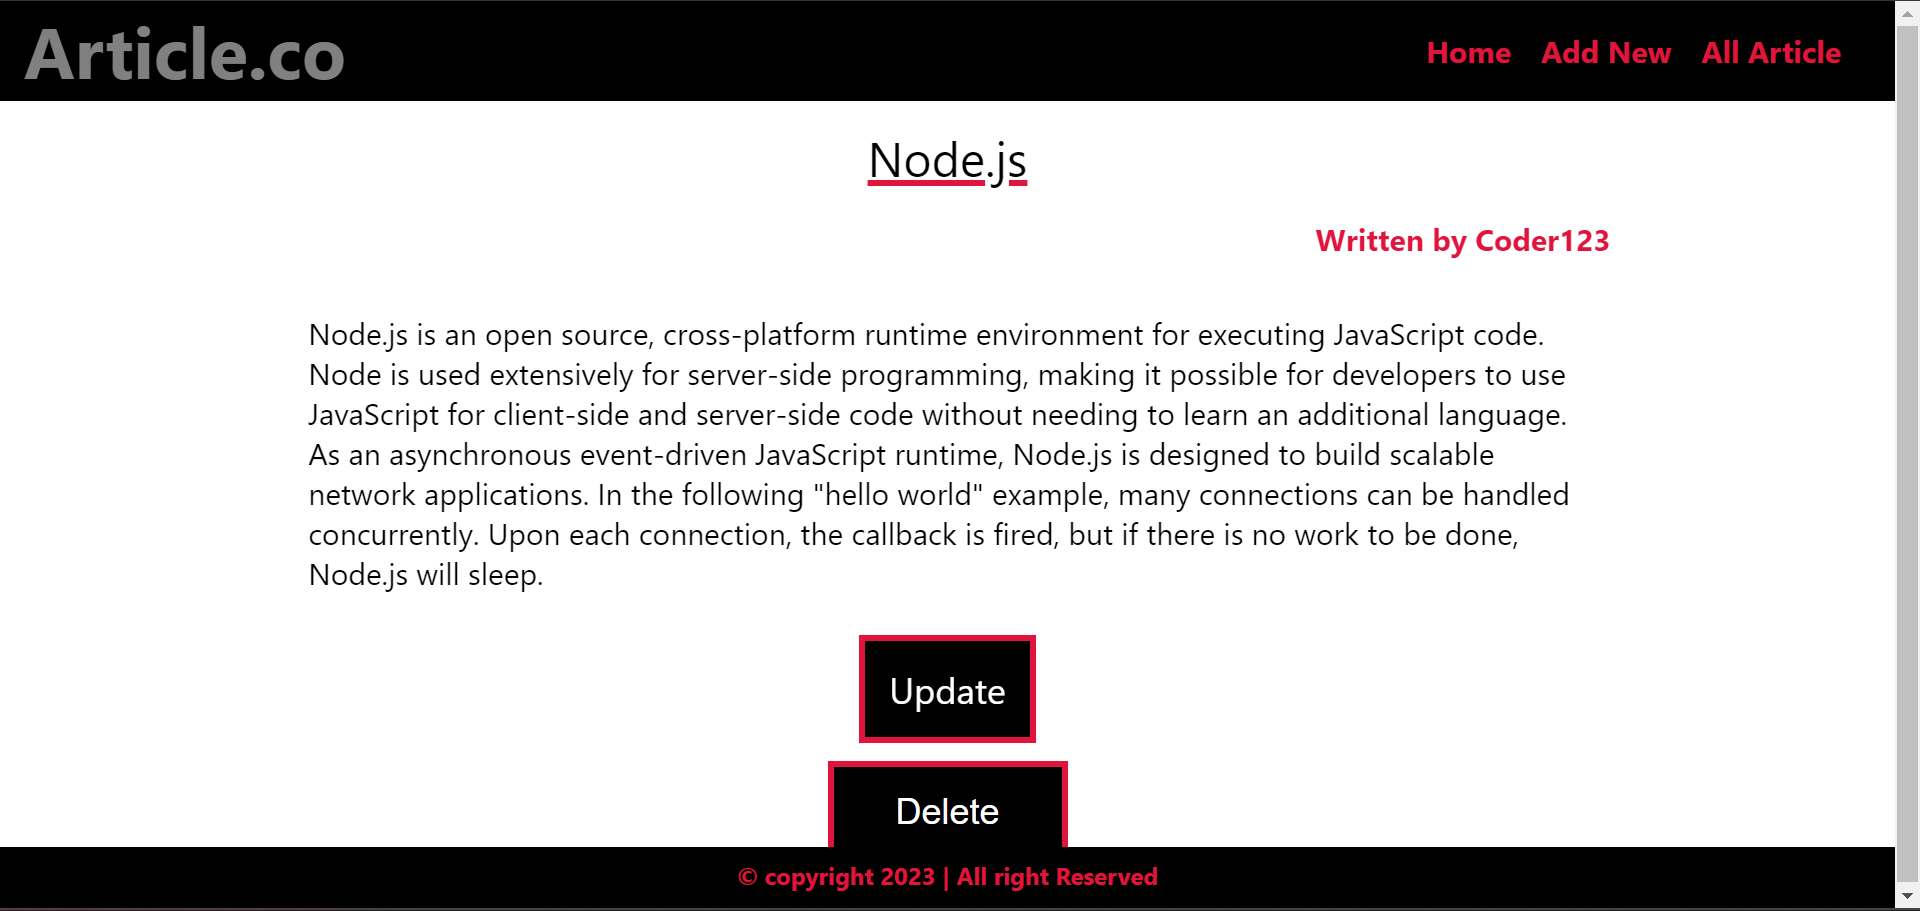 Article.co
Home Add New All Article
Node.js
Written by Coder123
Node.js is an open source, cross-platform runtime environment for executing JavaScript code.
Node is used extensively for server-side programming, making it possible for developers to use
JavaScript for client-side and server-side code without needing to learn an additional language.
As an asynchronous event-driven JavaScript runtime, Node.js is designed to build scalable
network applications. In the following "hello world" example, many connections can be handled
concurrently. Upon each connection, the callback is fired, but if there is no work to be done,
Node.js will sleep.
Update
Delete
© copyright 2023 | All right Reserved